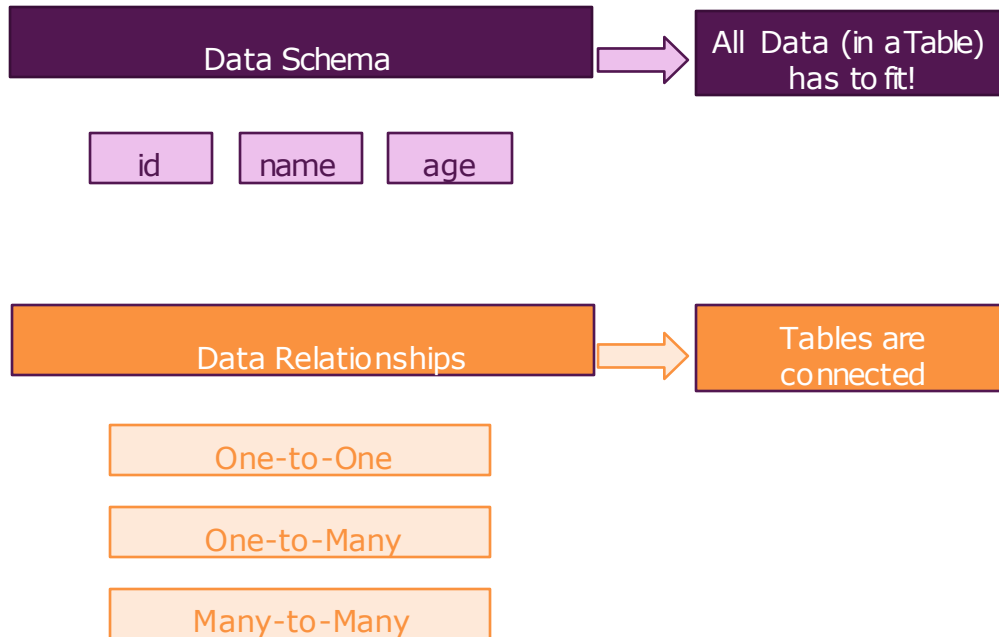 Data Schema
All Data (in a Table)
has to fit!
id
name
age
Data Relationships
Tables are
connected
One-to-One
One-to-Many
Many-to-Many